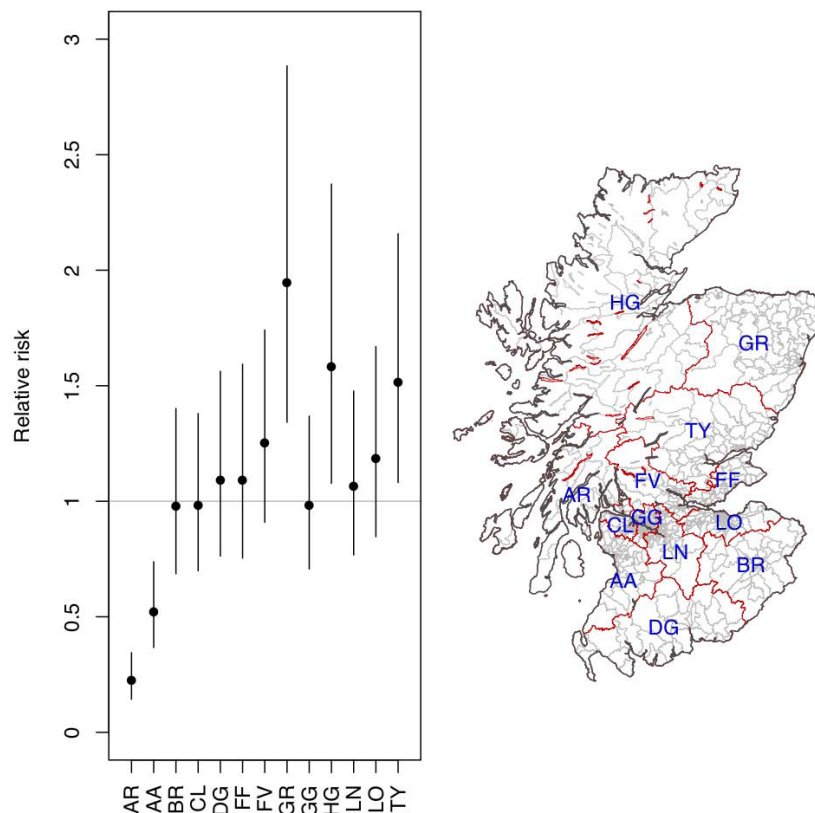 Relative risk
3
2.5
2
1.5
1
0.5
0
AR
AA
BR
CL
DG
FF
FV
GR
GG
HG
LN
LO
TY
HG
GR
TY
FV
FF
AR
GG
CL
LO
LN
BR
AA
DG